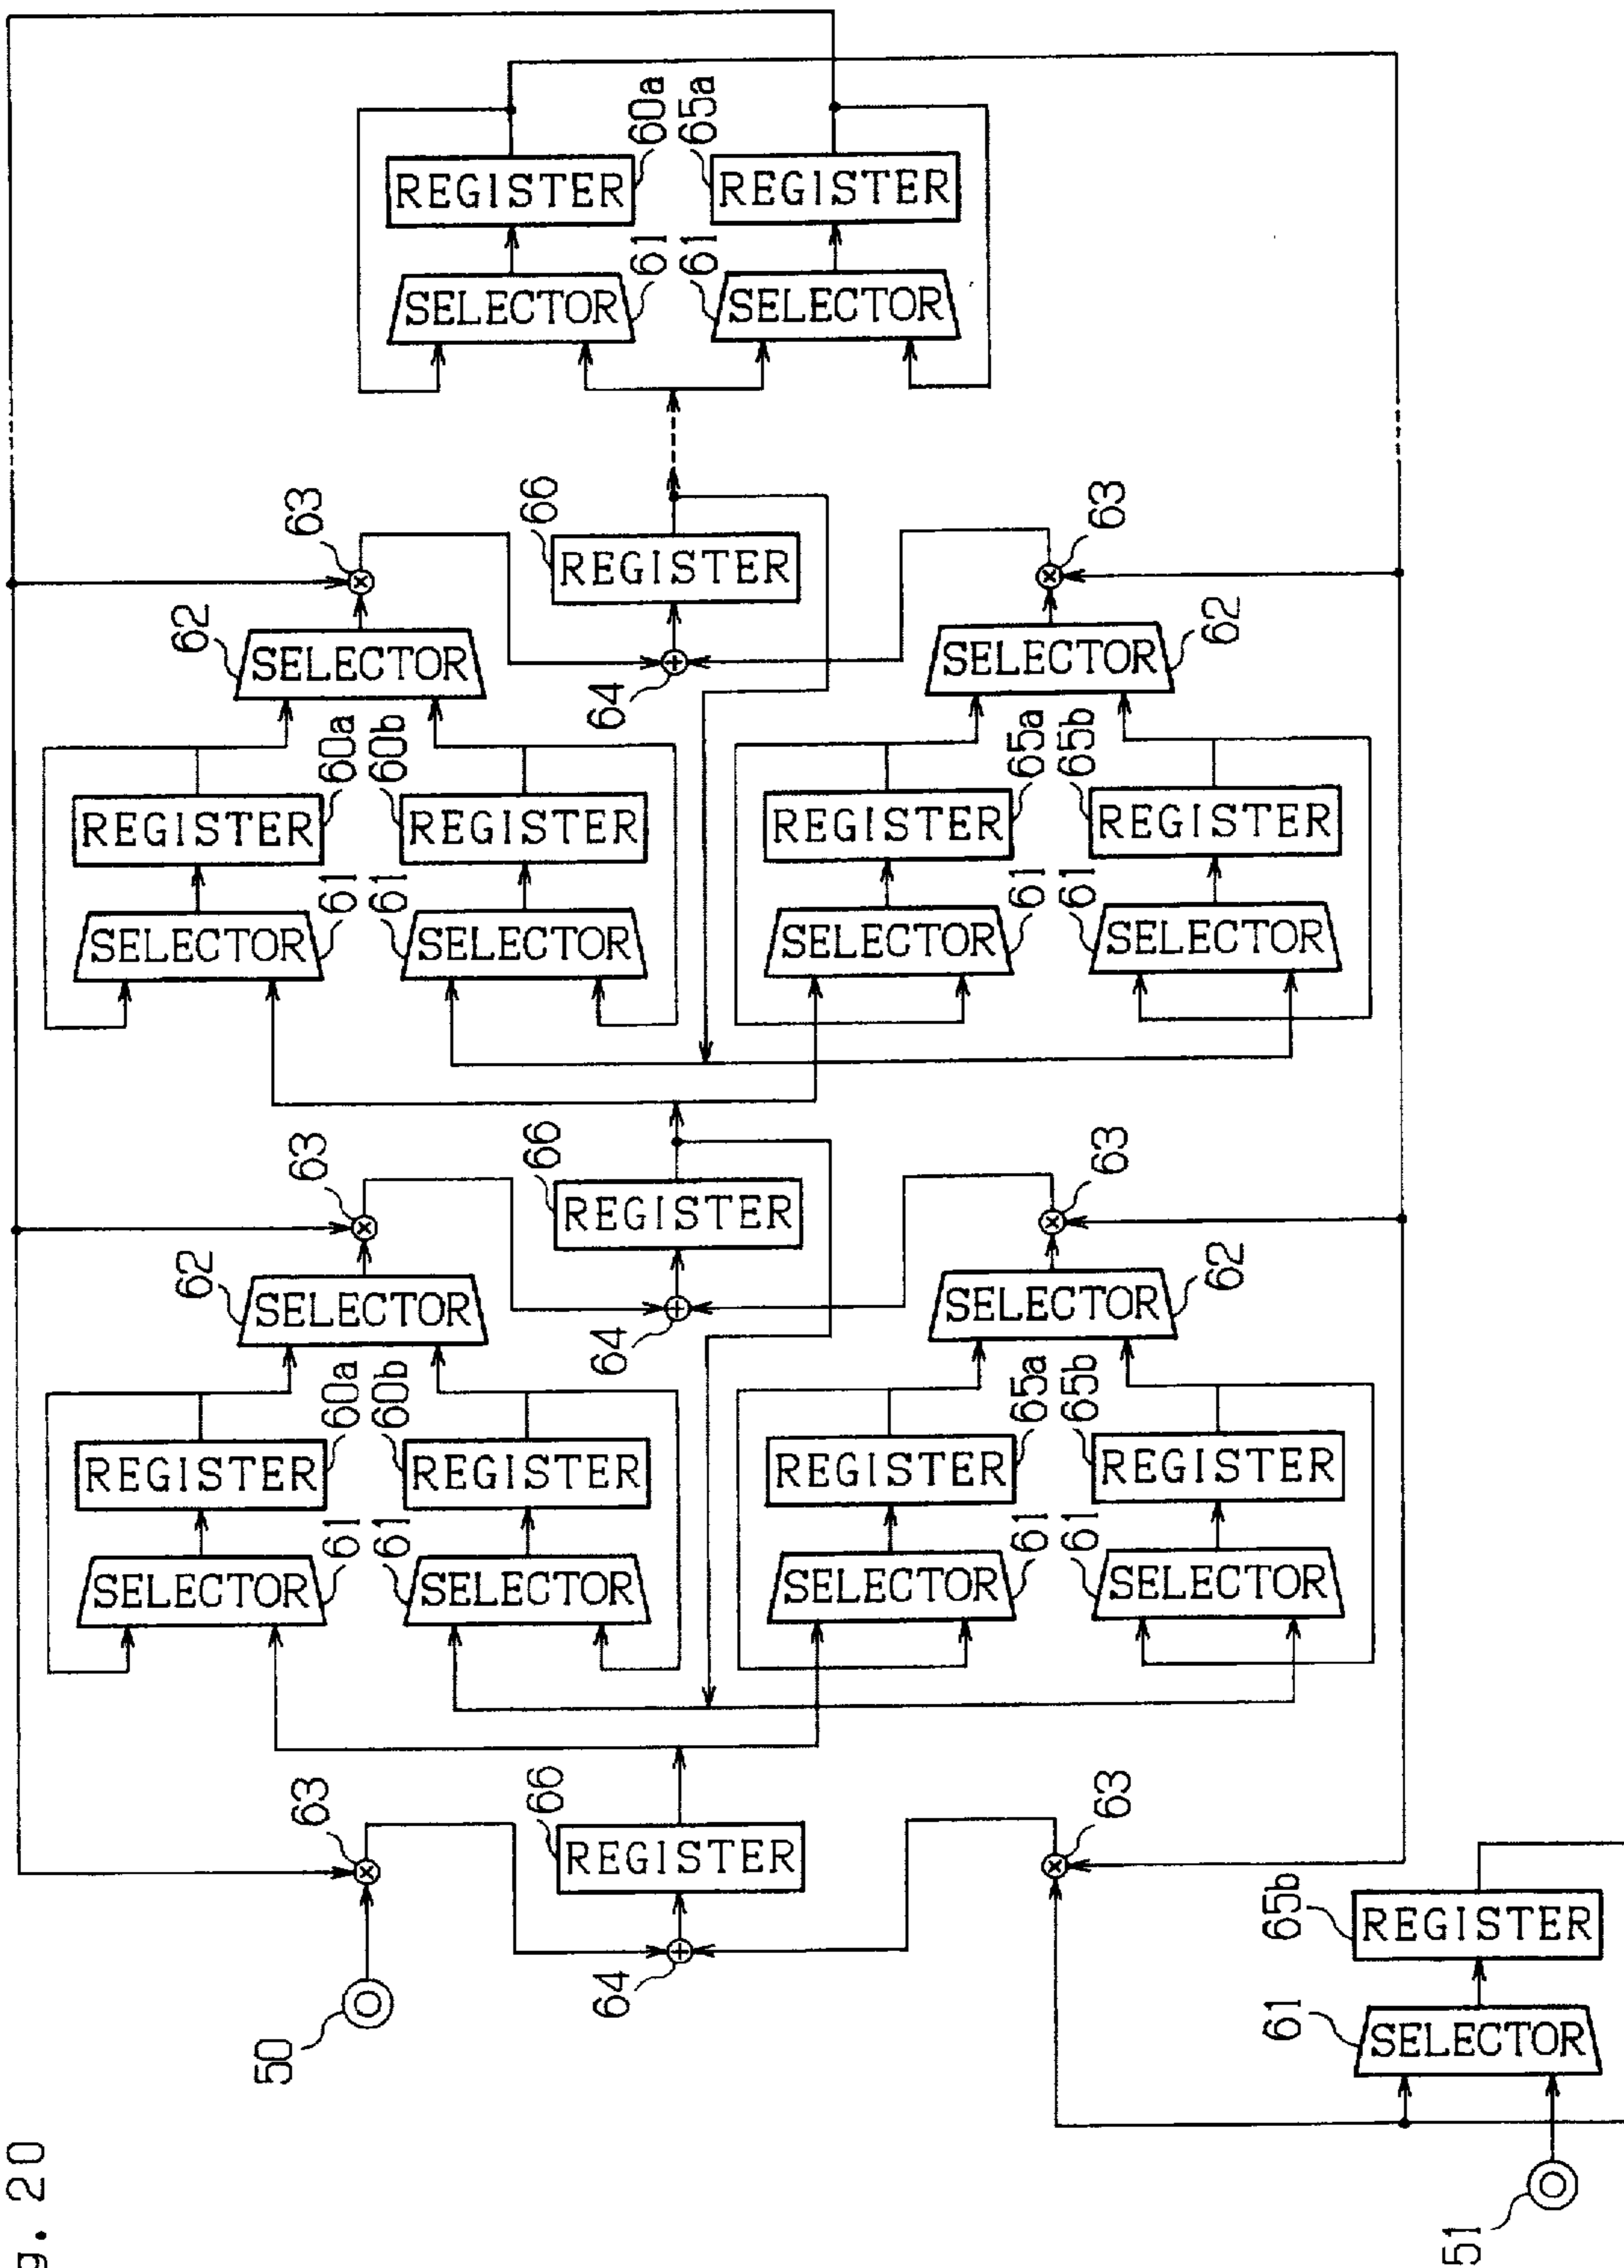 g. 20
50
63
64
66
REGISTER
63
51
61
SELECTOR
65b
REGISTER
SELECTOR
61
REGISTER
60a
61
SELECTOR
60b
REGISTER
62
SELECTOR
63
64
66
REGISTER
SELECTOR
61
REGISTER
65a
61
SELECTOR
65b
REGISTER
SELECTOR
62
63
SELECTOR
61
REGISTER
60a
61
SELECTOR
60b
REGISTER
62
SELECTOR
63
64
66
REGISTER
SELECTOR
61
REGISTER
65a
61
SELECTOR
65b
REGISTER
SELECTOR
62
63
SELECTOR
61
REGISTER
60a
61
SELECTOR
65a
REGISTER